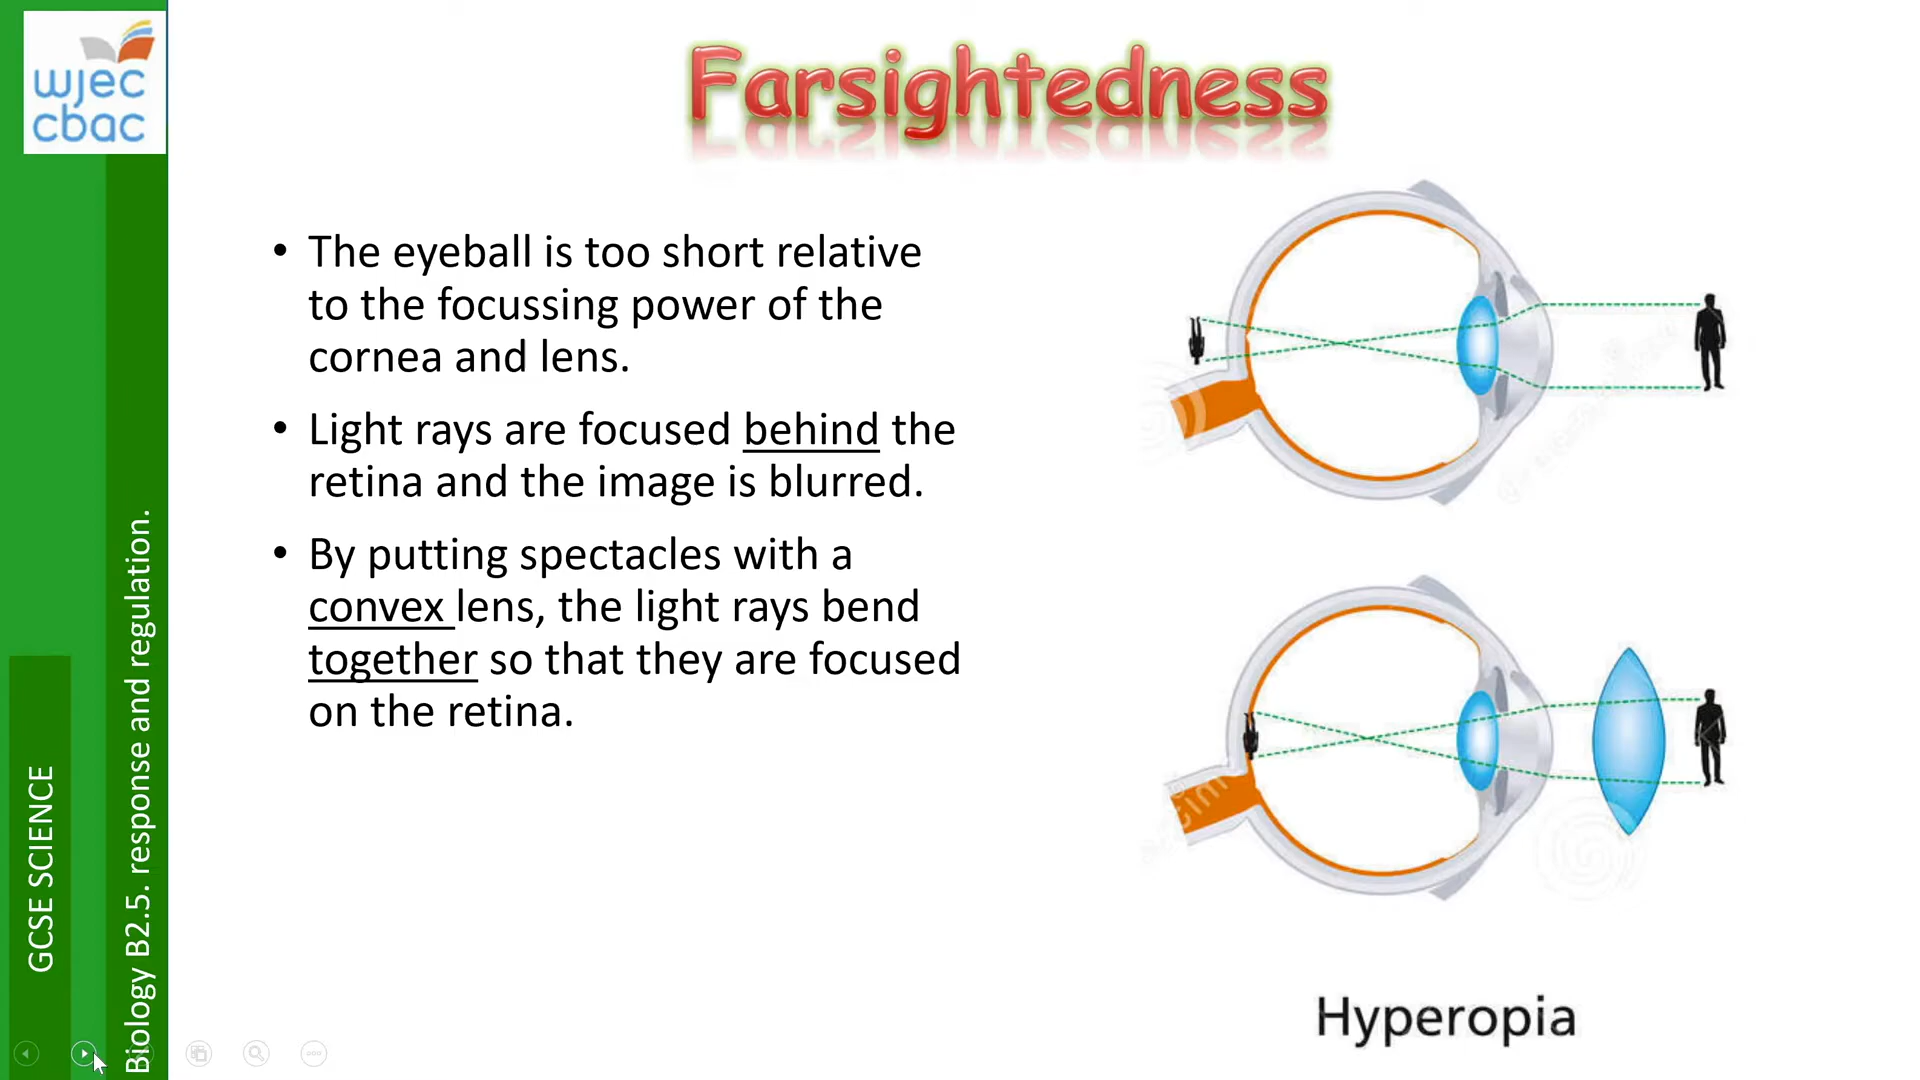 wjec
cbac
GCSE SCIENCE
Biology B2.5. response and regulation.
Farsightedness
• The eyeball is too short relative
to the focussing power of the
cornea and lens.
• Light rays are focused behind the
retina and the image is blurred.
• By putting spectacles with a
convex lens, the light rays bend
together so that they are focused
on the retina.
Hyperopia